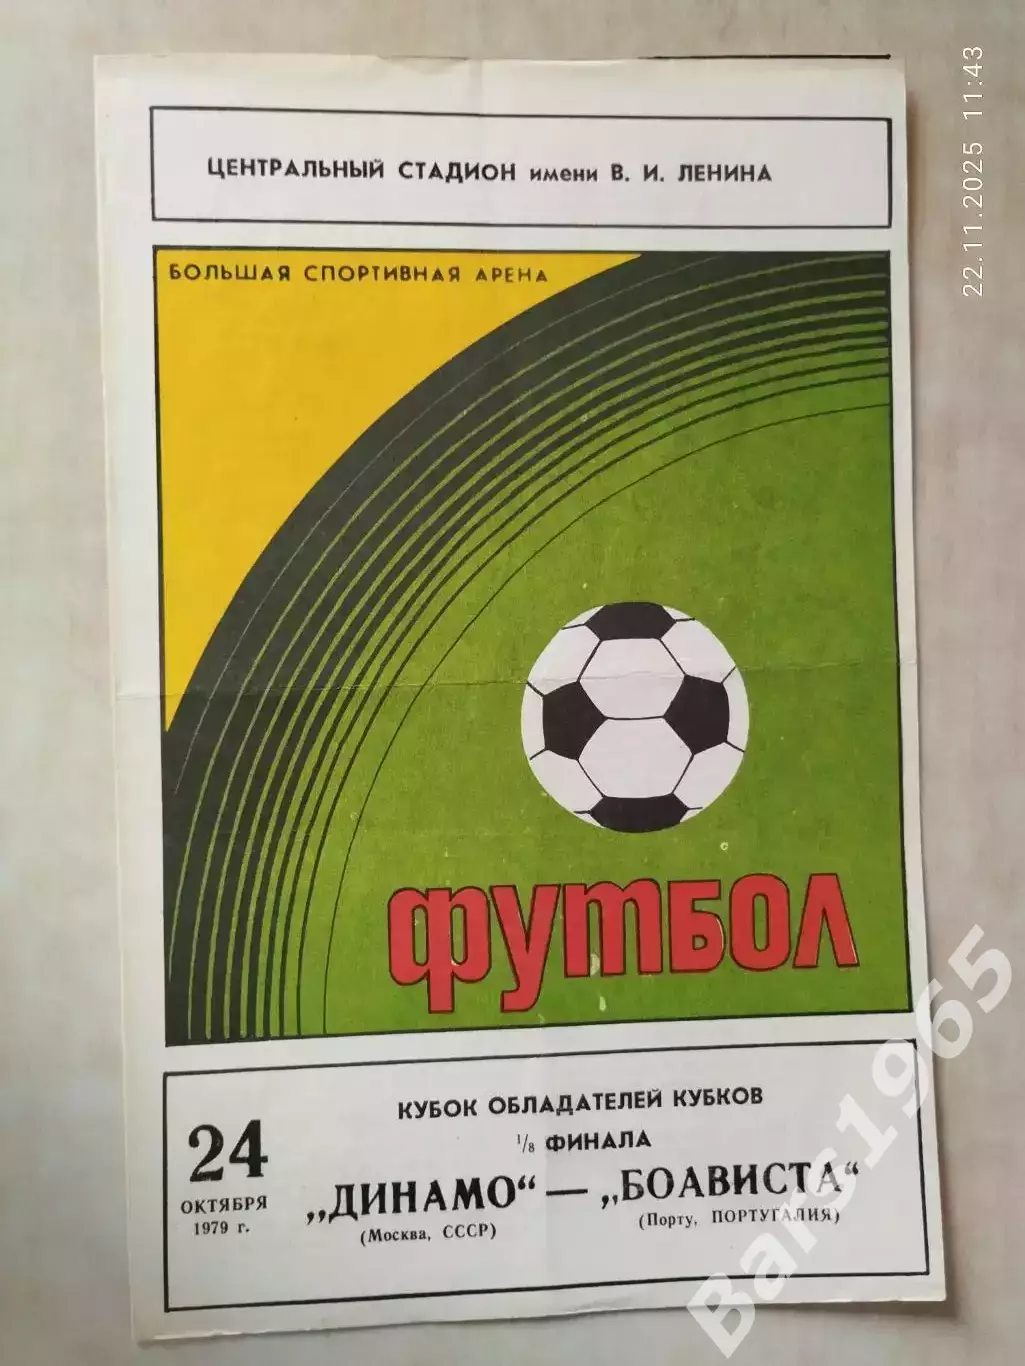 22.11.2025 11:43
ЦЕНТРАЛЬНЫЙ СТАДИОН имени В. И. ЛЕНИНА
БОЛЬШАЯ СПОРТИВНАЯ АРЕНА
ФУТБОЛ
24
ОКТЯБРЯ
1979 г.
КУБОК ОБЛАДАТЕЛЕЙ КУБКОВ
1/8 ФИНАЛА
„ДИНАМО“ — „БОАВИСТА“
(Москва, СССР) (Порту, ПОРТУГАЛИЯ)
Bars1965